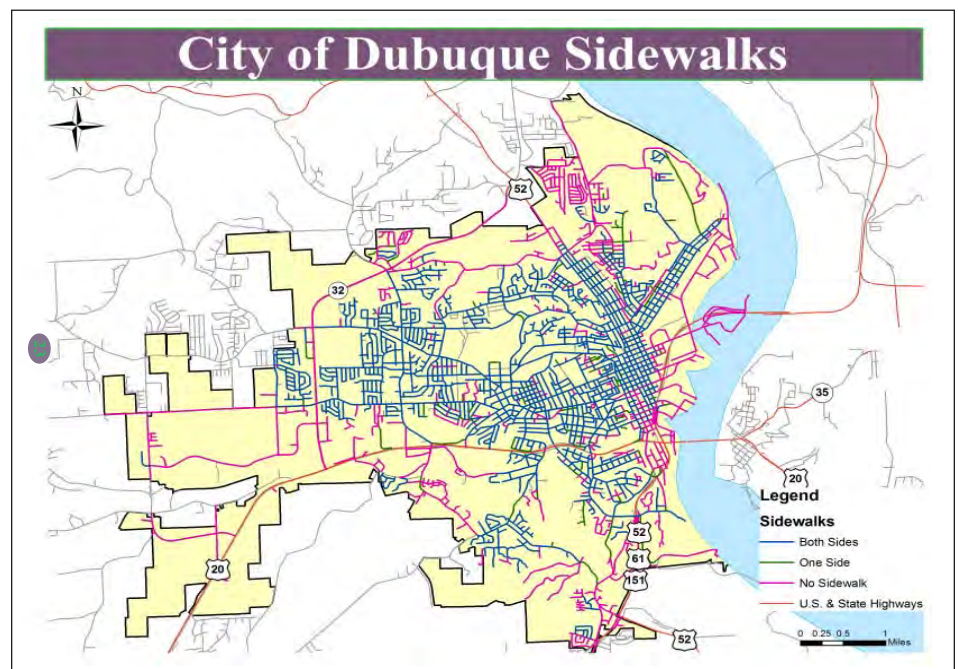 City of Dubuque Sidewalks
N
52
32
35
20
Legend
Sidewalks
Both Sides
One Side
No Sidewalk
U.S. & State Highways
52
61
151
20
52
0 0.25 0.5 1
Miles